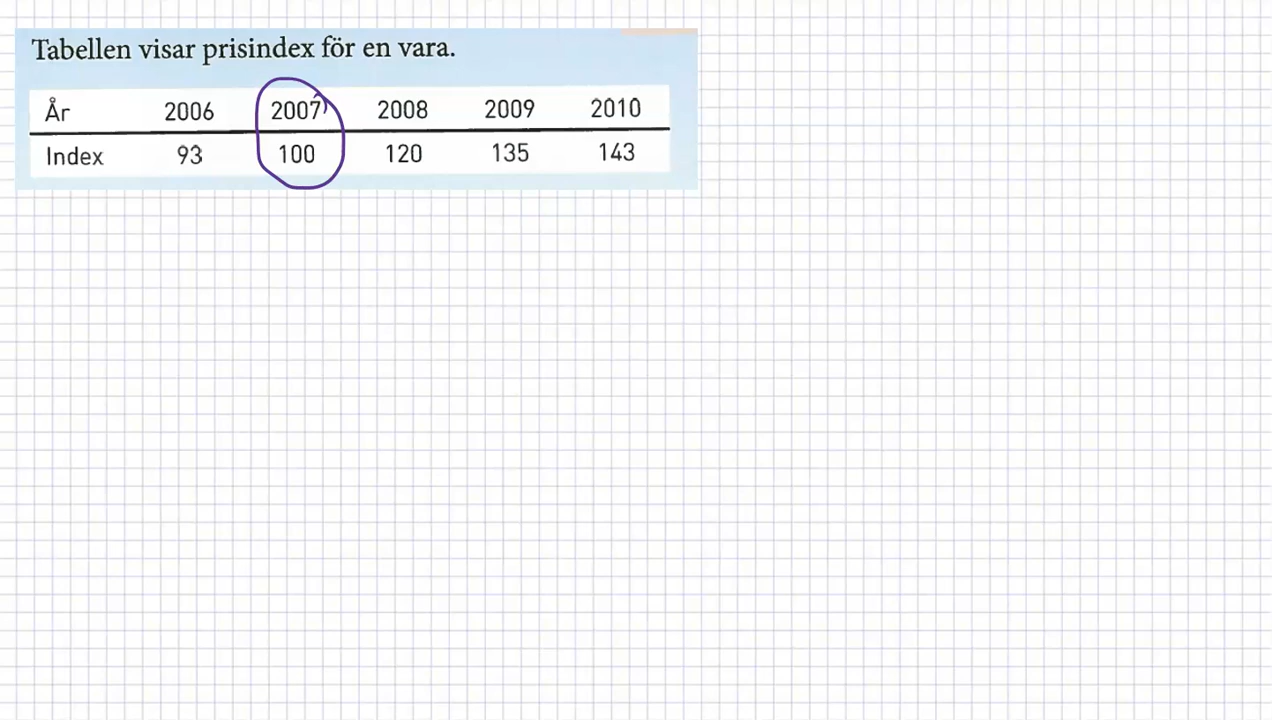 Tabellen visar prisindex för en vara.
År 2006 2007 2008 2009 2010
Index 93 100 120 135 143